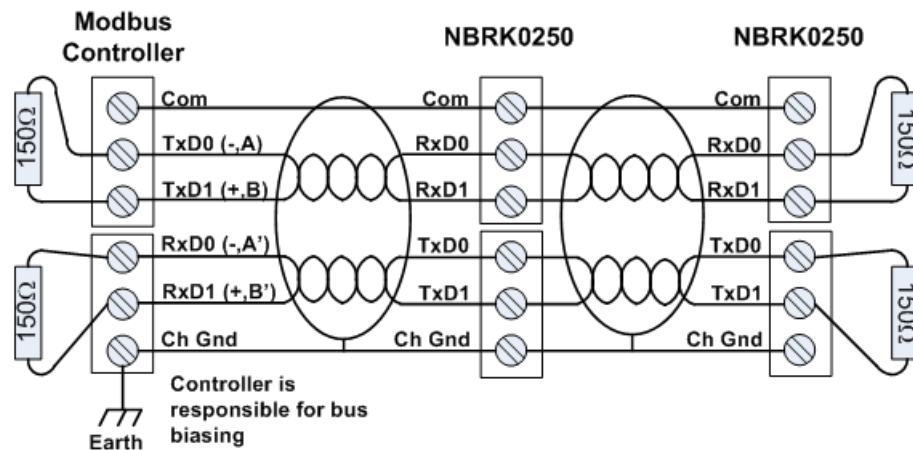 Modbus
Controller
NBRK0250
NBRK0250
150Ω
Com
Com
Com
150Ω
TxD0 (-,A)
RxD0
RxD0
TxD1 (+,B)
RxD1
RxD1
150Ω
RxD0 (-,A')
TxD0
TxD0
150Ω
RxD1 (+,B')
TxD1
TxD1
Ch Gnd
Ch Gnd
Ch Gnd
Earth
Controller is
responsible for bus
biasing